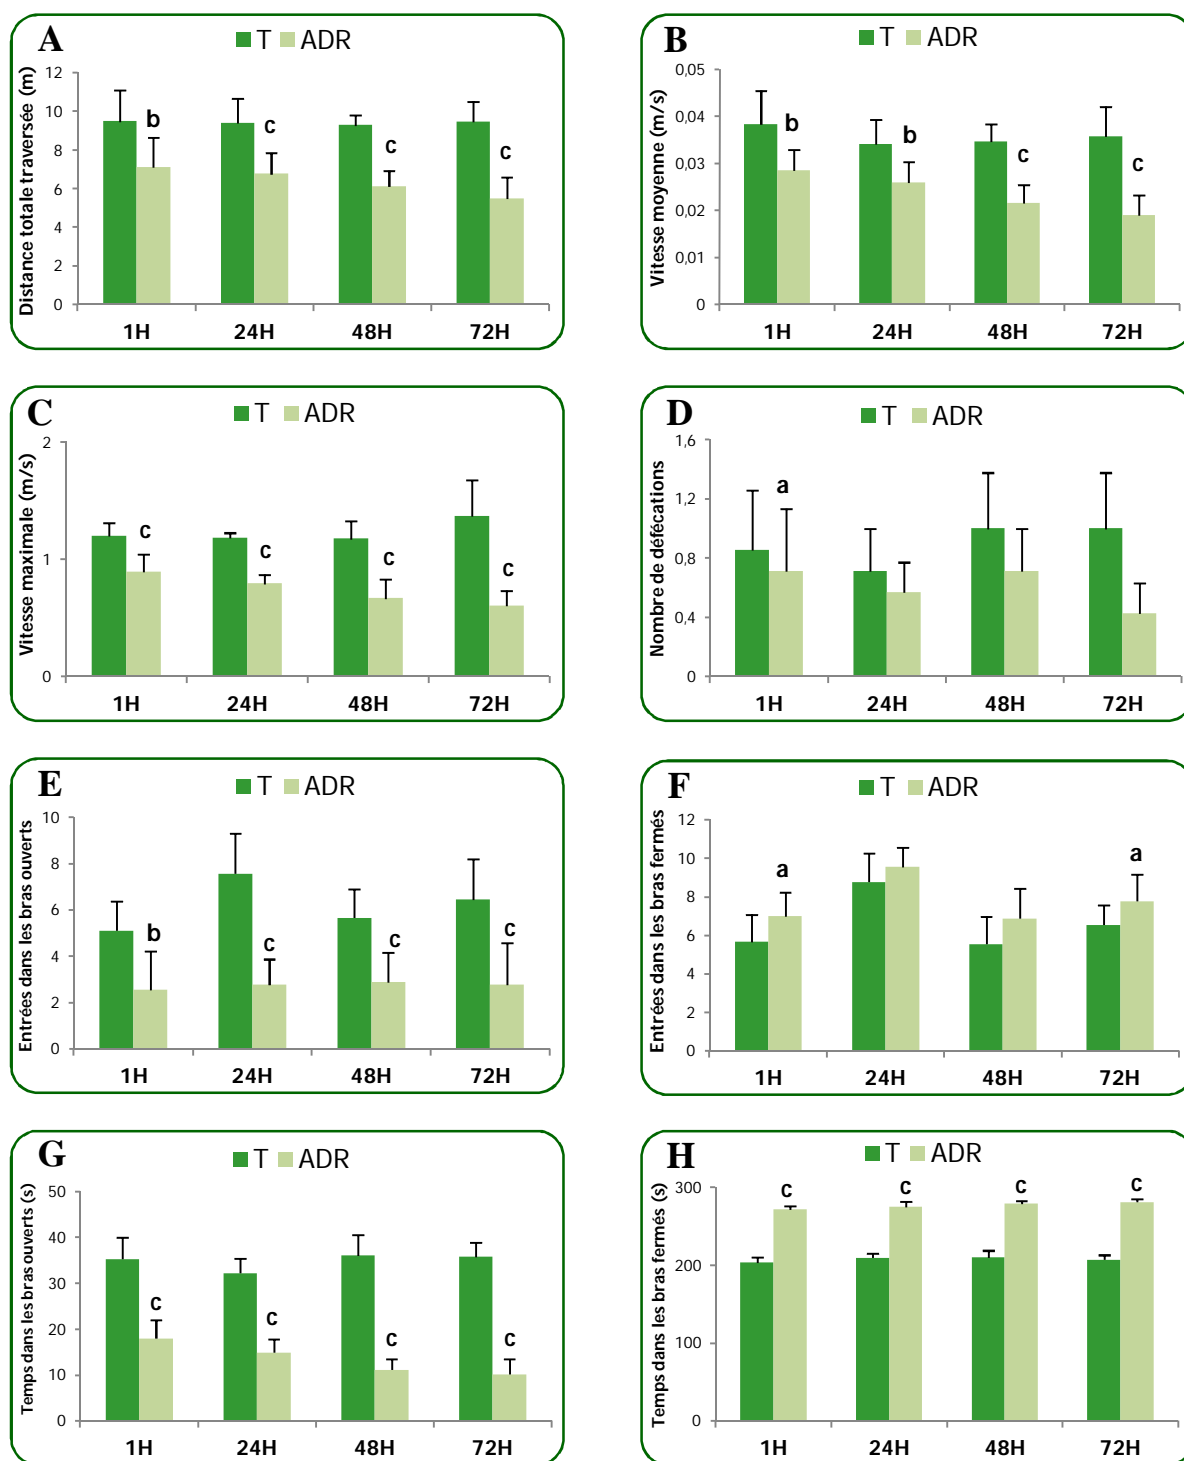 A
T ADR
Distance totale traversée (m)
12
10
8
6
4
2
0
b
c
c
c
1H 24H 48H 72H
B
T ADR
Vitesse moyenne (m/s)
0,05
0,04
0,03
0,02
0,01
0
b
b
c
c
1H 24H 48H 72H
C
T ADR
Vitesse maximale (m/s)
2
1
0
c
c
c
c
1H 24H 48H 72H
D
T ADR
Nombre de défécations
1,6
1,2
0,8
0,4
0
a
1H 24H 48H 72H
E
T ADR
Entrées dans les bras ouverts
10
8
6
4
2
0
b
c
c
c
1H 24H 48H 72H
F
T ADR
Entrées dans les bras fermés
12
10
8
6
4
2
0
a
a
1H 24H 48H 72H
G
T ADR
Temps dans les bras ouverts (s)
50
40
30
20
10
0
c
c
c
c
1H 24H 48H 72H
H
T ADR
Temps dans les bras fermés (s)
300
200
100
0
c
c
c
c
1H 24H 48H 72H